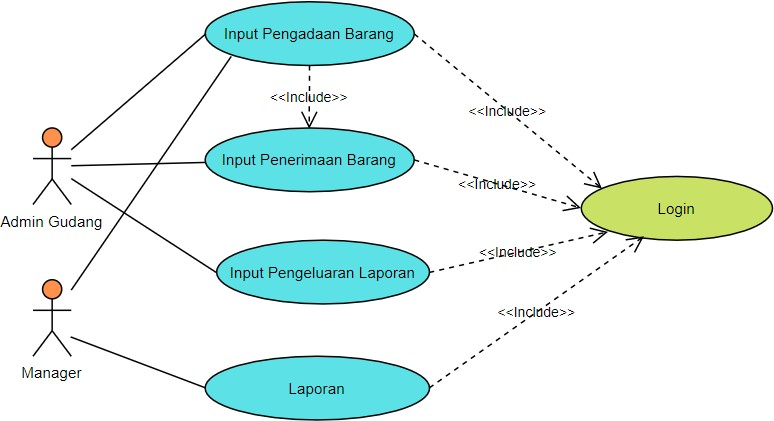 Input Pengadaan Barang
<<Include>>
<<Include>>
Input Penerimaan Barang
<<Include>>
Login
Admin Gudang
Input Pengeluaran Laporan
<<Include>>
<<Include>>
Manager
Laporan